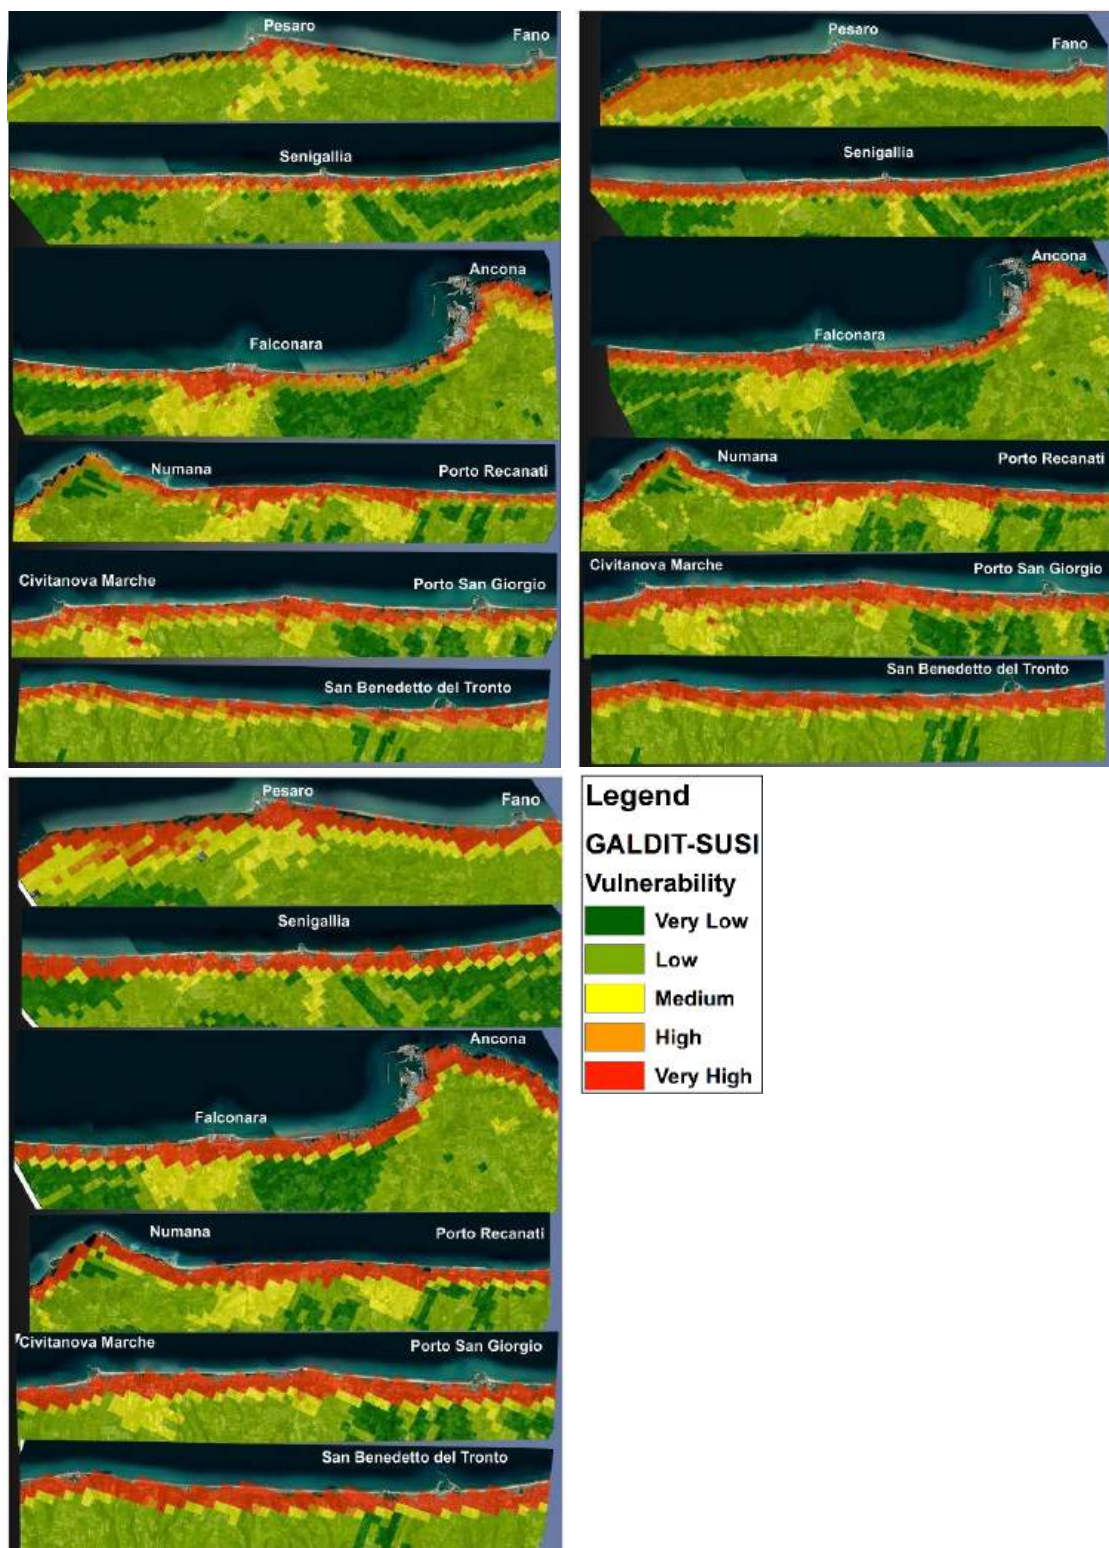 Pesaro
Fano
Senigallia
Ancona
Falconara
Numana
Porto Recanati
Civitanova Marche
Porto San Giorgio
San Benedetto del Tronto
Pesaro
Fano
Senigallia
Ancona
Falconara
Numana
Porto Recanati
Civitanova Marche
Porto San Giorgio
San Benedetto del Tronto
Pesaro
Fano
Senigallia
Ancona
Falconara
Numana
Porto Recanati
Civitanova Marche
Porto San Giorgio
San Benedetto del Tronto
Legend
GALDIT-SUSI
Vulnerability
Very Low
Low
Medium
High
Very High